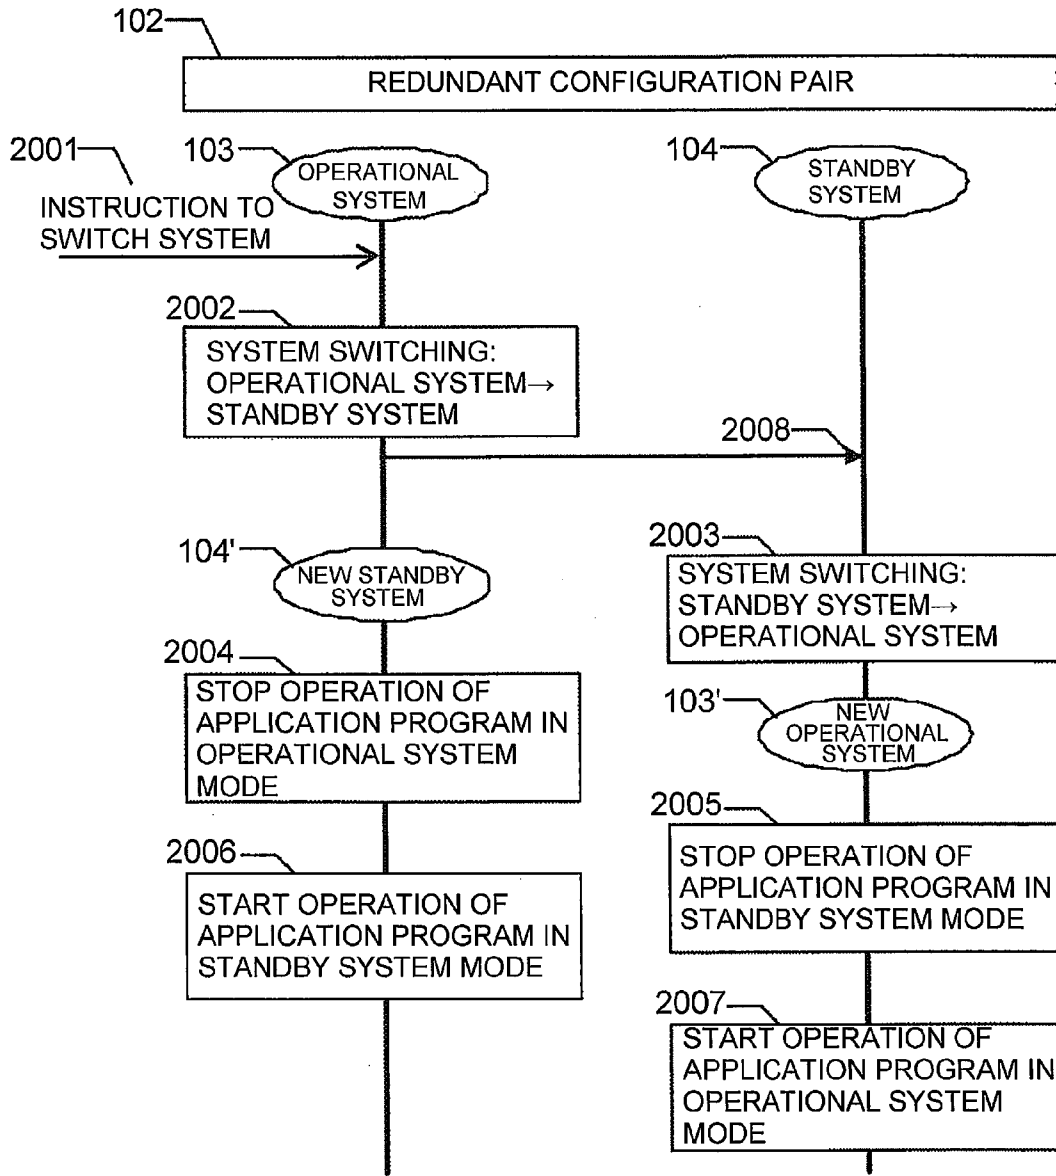 102
REDUNDANT CONFIGURATION PAIR
2001
103
OPERATIONAL
SYSTEM
104
STANDBY
SYSTEM
INSTRUCTION TO
SWITCH SYSTEM
2002
SYSTEM SWITCHING:
OPERATIONAL SYSTEM→
STANDBY SYSTEM
2008
104'
NEW STANDBY
SYSTEM
2003
SYSTEM SWITCHING:
STANDBY SYSTEM→
OPERATIONAL SYSTEM
2004
STOP OPERATION OF
APPLICATION PROGRAM IN
OPERATIONAL SYSTEM
MODE
103'
NEW
OPERATIONAL
SYSTEM
2005
STOP OPERATION OF
APPLICATION PROGRAM IN
STANDBY SYSTEM MODE
2006
START OPERATION OF
APPLICATION PROGRAM IN
STANDBY SYSTEM MODE
2007
START OPERATION OF
APPLICATION PROGRAM IN
OPERATIONAL SYSTEM
MODE